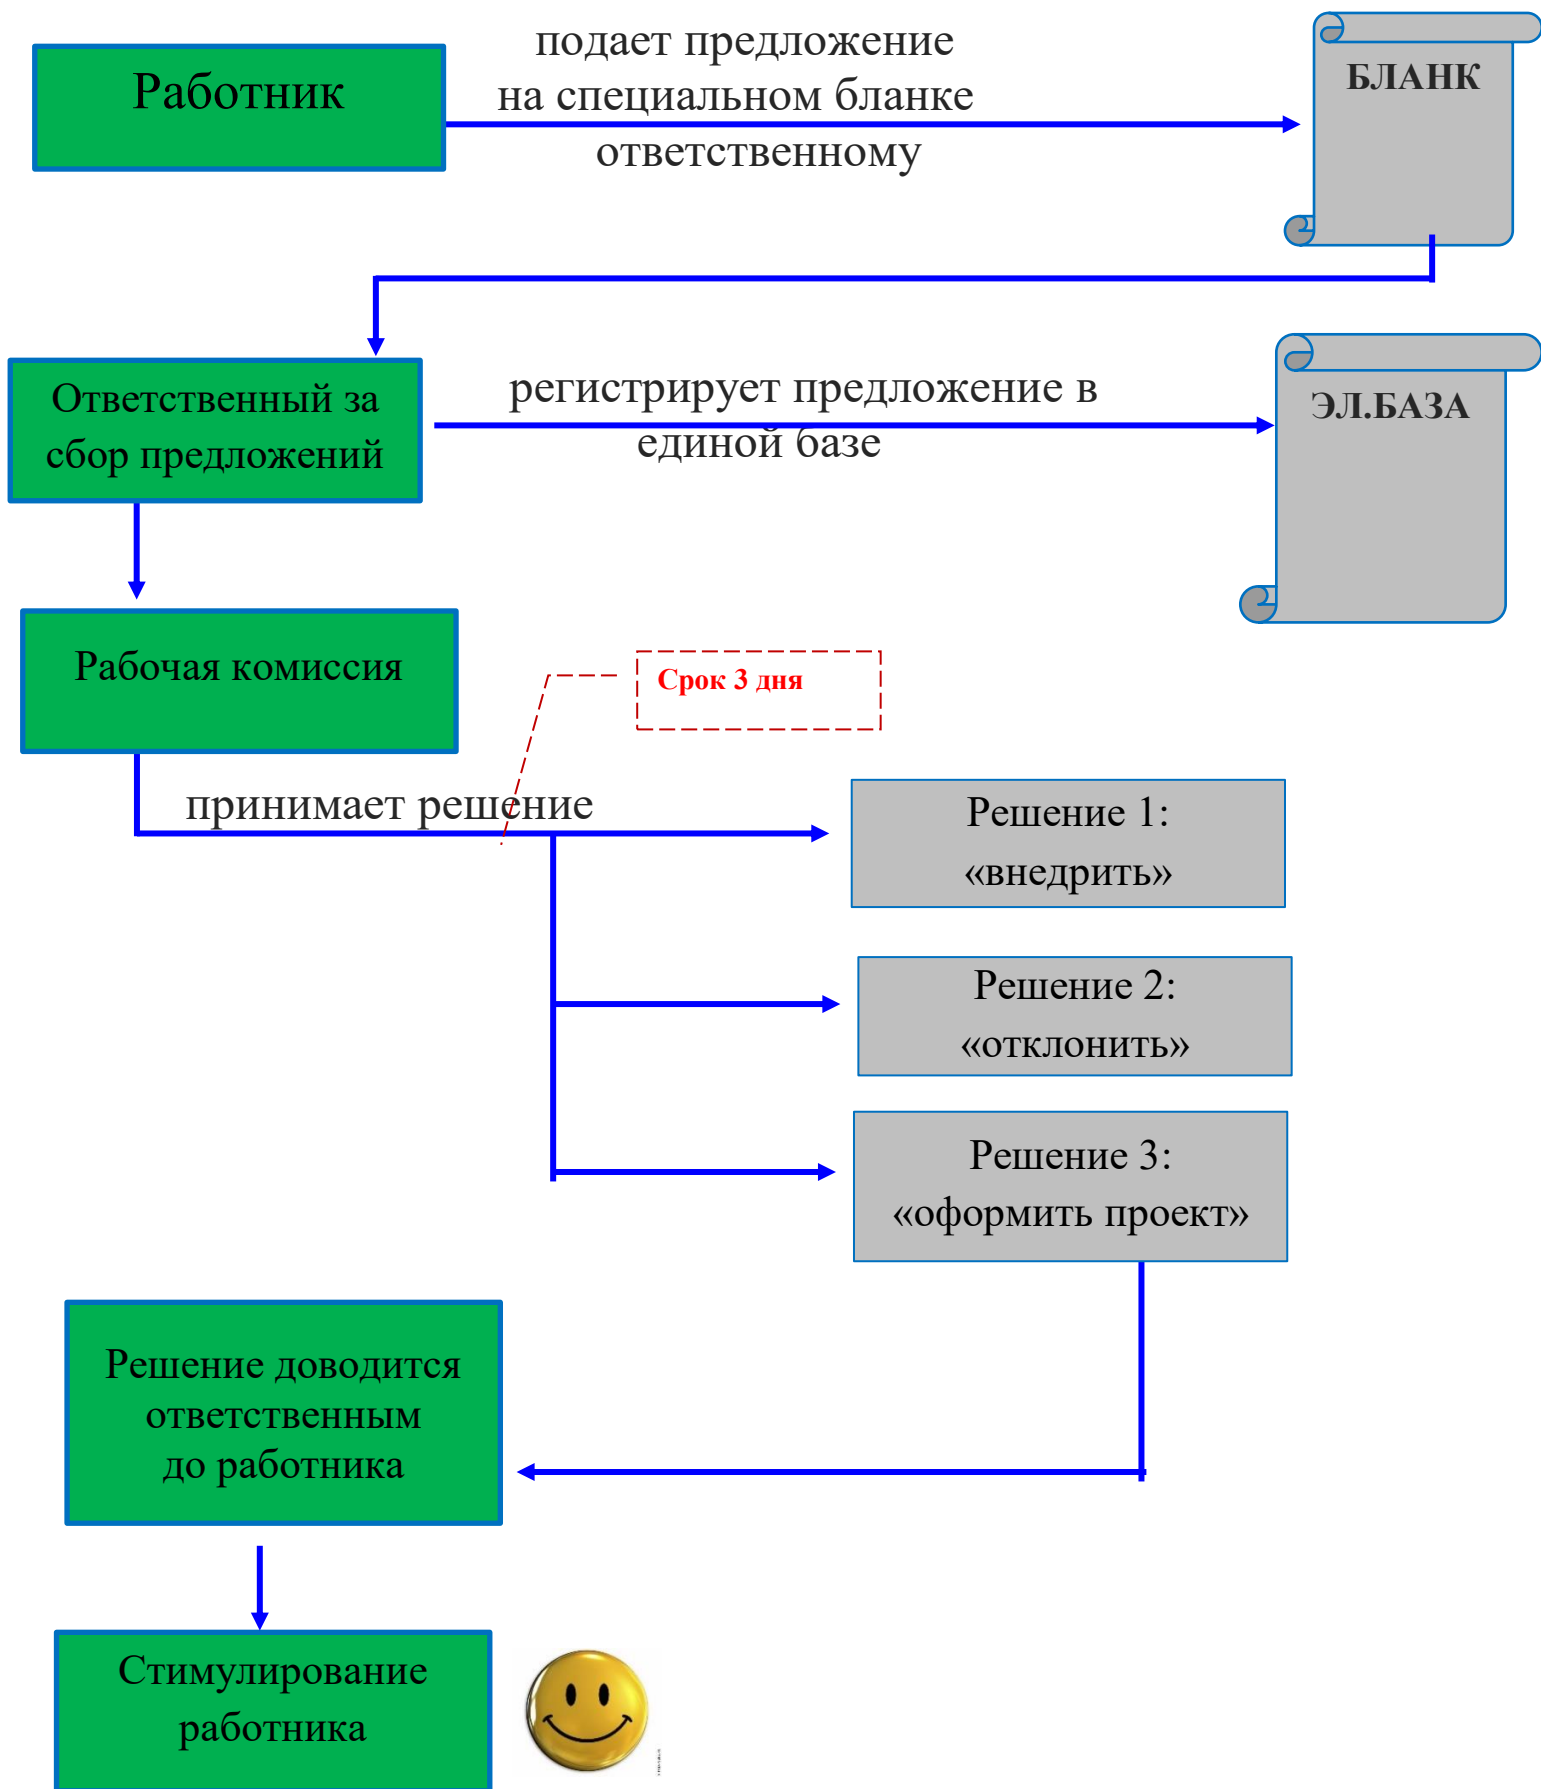 Работник
подает предложение
на специальном бланке
ответственному
БЛАНК
Ответственный за
сбор предложений
регистрирует предложение в
единой базе
ЭЛ.БАЗА
Рабочая комиссия
Срок 3 дня
принимает решение
Решение 1:
«внедрить»
Решение 2:
«отклонить»
Решение 3:
«оформить проект»
Решение доводится
ответственным
до работника
Стимулирование
работника